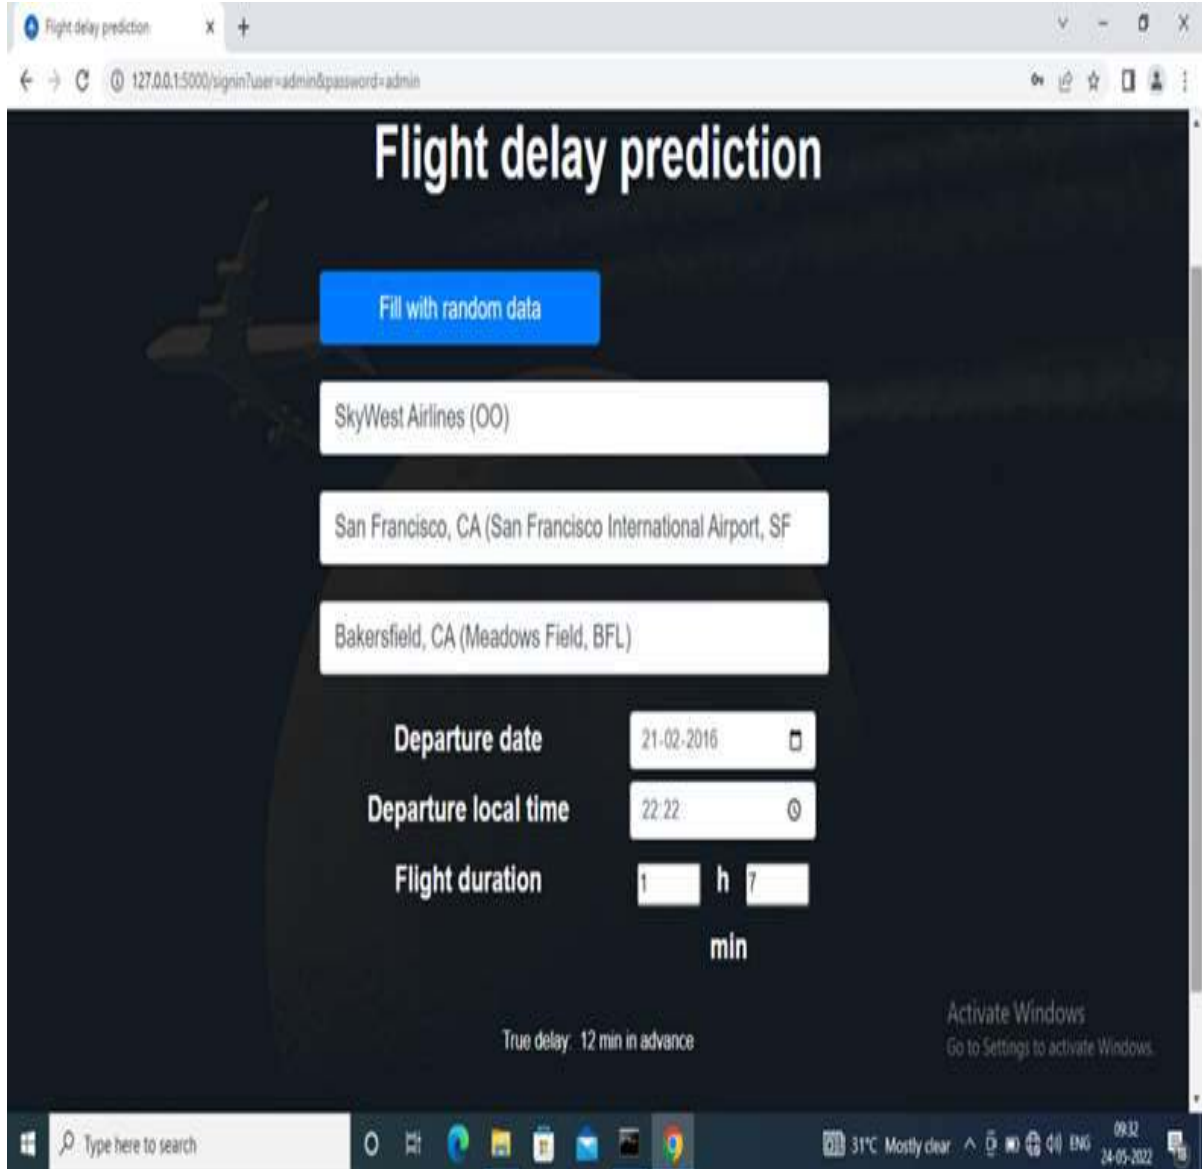 Flight delay prediction
127.0.0.1:5000/signin?user=admin&password=admin
Flight delay prediction
Fill with random data
SkyWest Airlines (OO)
San Francisco, CA (San Francisco International Airport, SF
Bakersfield, CA (Meadows Field, BFL)
Departure date 21-02-2016
Departure local time 22:22
Flight duration 1 h 7
min
True delay: 12 min in advance
Activate Windows
Go to Settings to activate Windows.
Type here to search
31°C Mostly clear ENG 09:32
24-05-2022